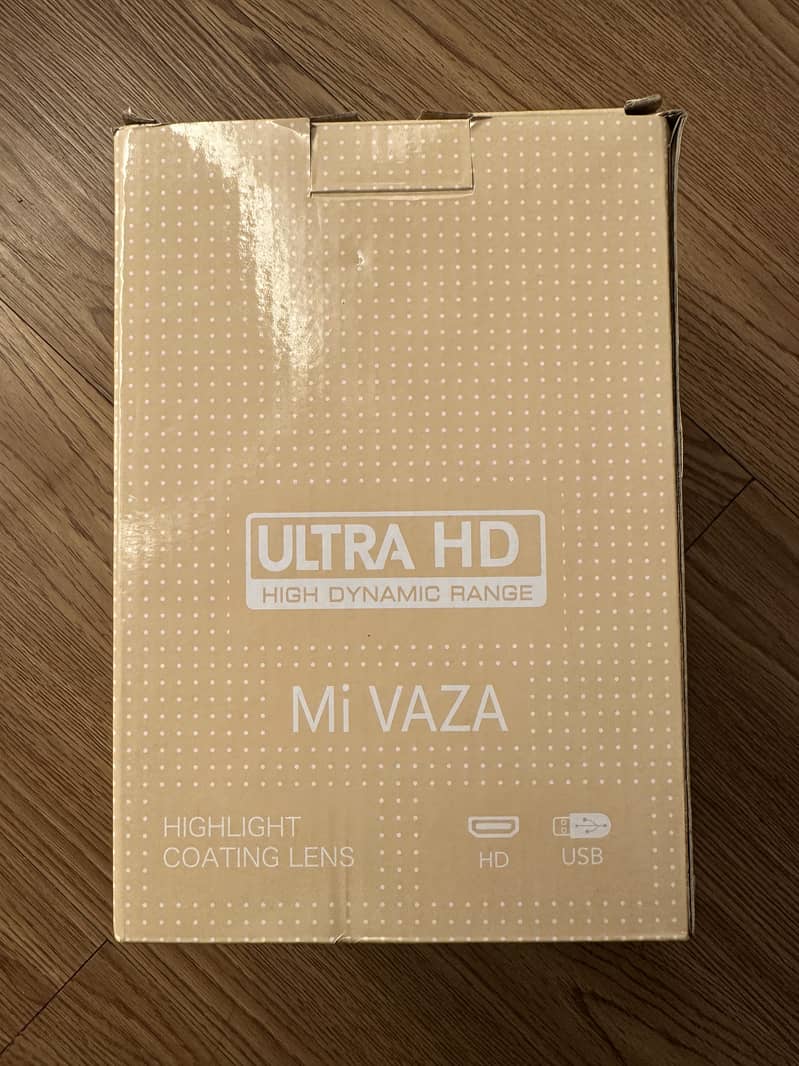 ULTRA HD
HIGH DYNAMIC RANGE
Mi VAZA
HIGHLIGHT
COATING LENS
HD
USB